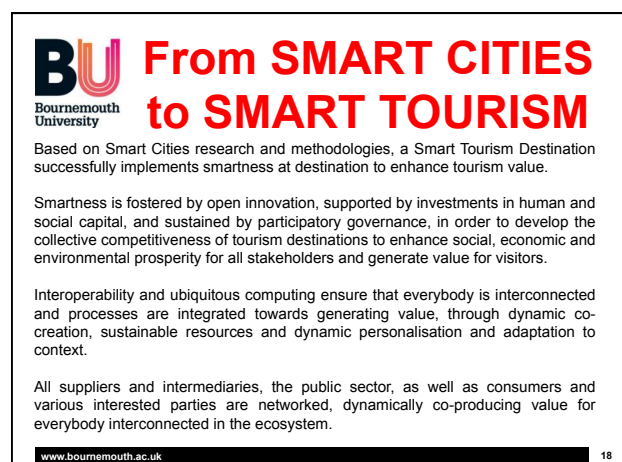 BU
Bournemouth
University
From SMART CITIES
to SMART TOURISM
Based on Smart Cities research and methodologies, a Smart Tourism Destination
successfully implements smartness at destination to enhance tourism value.
Smartness is fostered by open innovation, supported by investments in human and
social capital, and sustained by participatory governance, in order to develop the
collective competitiveness of tourism destinations to enhance social, economic and
environmental prosperity for all stakeholders and generate value for visitors.
Interoperability and ubiquitous computing ensure that everybody is interconnected
and processes are integrated towards generating value, through dynamic co-
creation, sustainable resources and dynamic personalisation and adaptation to
context.
All suppliers and intermediaries, the public sector, as well as consumers and
various interested parties are networked, dynamically co-producing value for
everybody interconnected in the ecosystem.
www.bournemouth.ac.uk
18